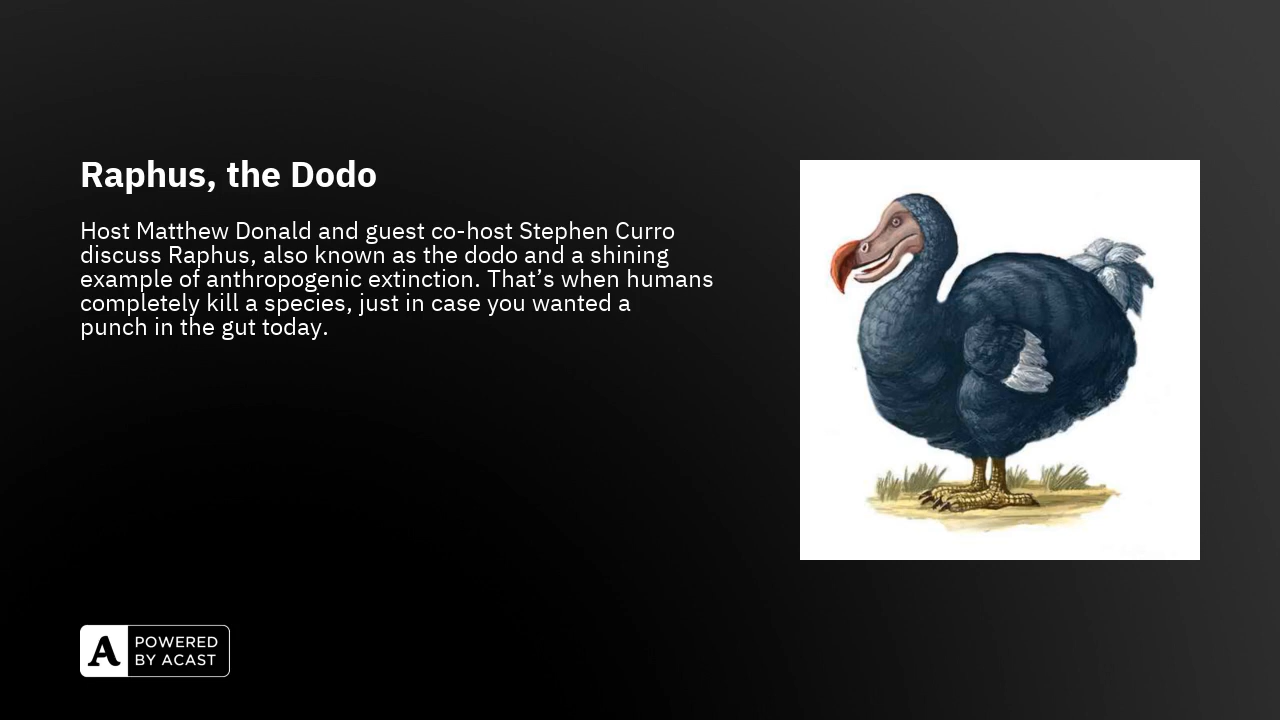 Raphus, the Dodo
Host Matthew Donald and guest co-host Stephen Curro
discuss Raphus, also known as the dodo and a shining
example of anthropogenic extinction. That’s when humans
completely kill a species, just in case you wanted a
punch in the gut today.
A
POWERED
BY ACAST